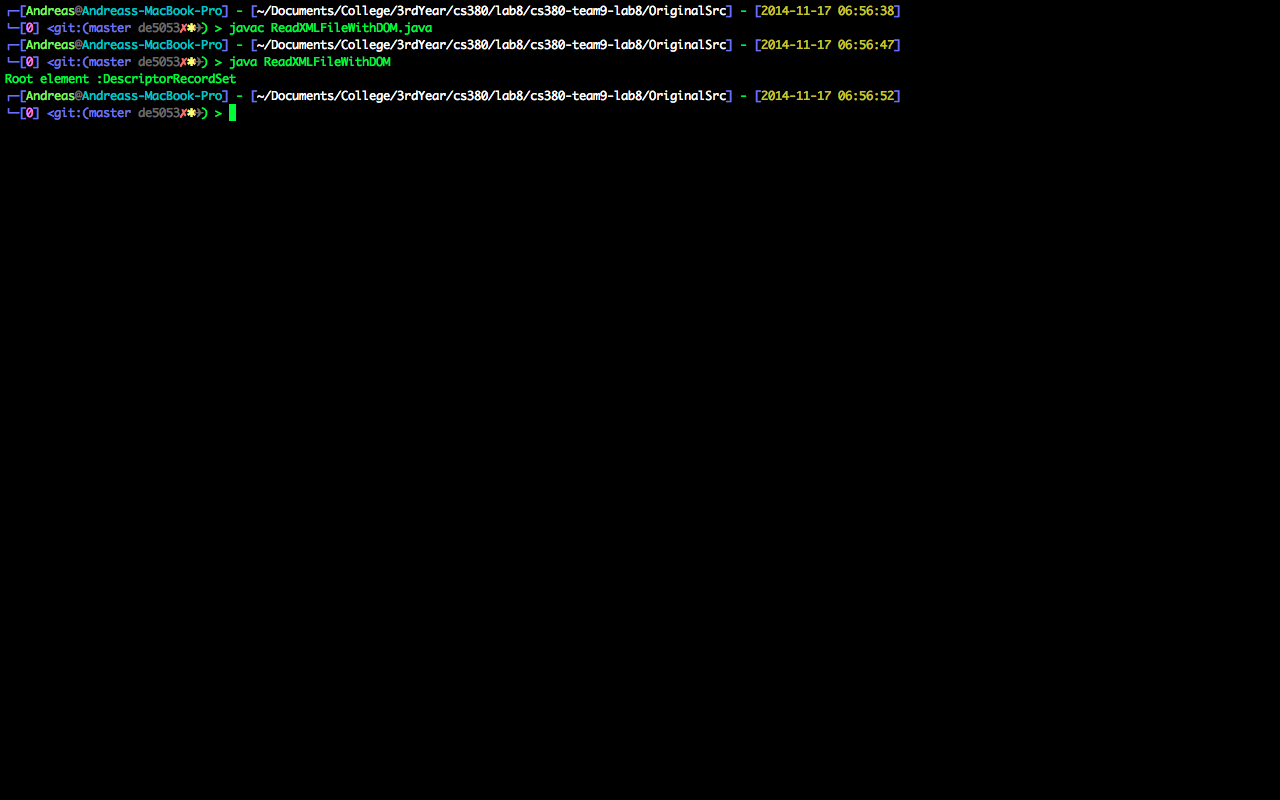 ┌─[Andreas@Andreass-MacBook-Pro] - [~/Documents/College/3rdYear/cs380/lab8/cs380-team9-lab8/OriginalSrc] - [2014-11-17 06:56:38]
└─[0] <git:(master de5053✗✱✈) > javac ReadXMLFileWithDOM.java
┌─[Andreas@Andreass-MacBook-Pro] - [~/Documents/College/3rdYear/cs380/lab8/cs380-team9-lab8/OriginalSrc] - [2014-11-17 06:56:47]
└─[0] <git:(master de5053✗✱✈) > java ReadXMLFileWithDOM
Root element :DescriptorRecordSet
┌─[Andreas@Andreass-MacBook-Pro] - [~/Documents/College/3rdYear/cs380/lab8/cs380-team9-lab8/OriginalSrc] - [2014-11-17 06:56:52]
└─[0] <git:(master de5053✗✱✈) >